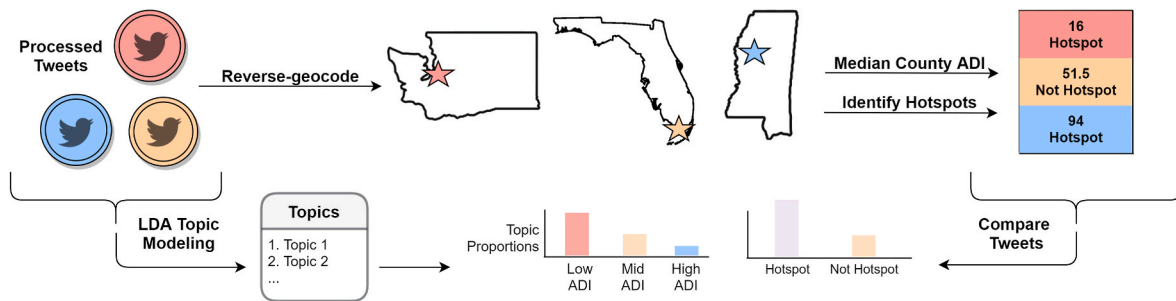 Processed
Tweets
Reverse-geocode
Median County ADI
Identify Hotspots
16
Hotspot
51.5
Not Hotspot
94
Hotspot
LDA Topic
Modeling
Topics
1. Topic 1
2. Topic 2
...
Topic
Proportions
Low
ADI
Mid
ADI
High
ADI
Hotspot
Not Hotspot
Compare
Tweets